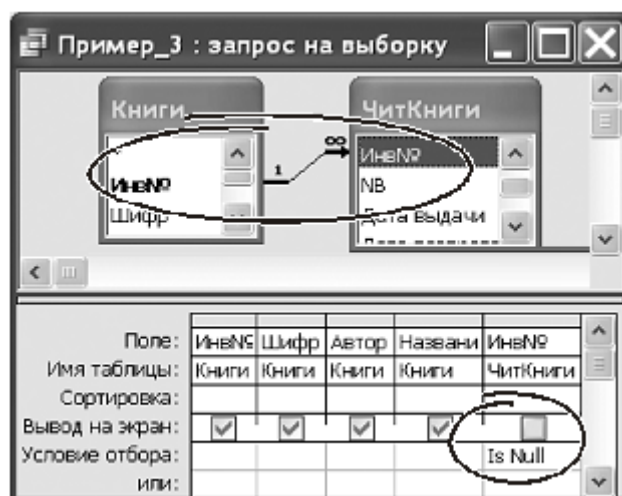 Пример_3 : запрос на выборку
Книги
ИнвNº
Шифр
1
∞
ЧитКниги
ИнвNº
NB
Дата выдачи
Поле: ИнвNº Шифр Автор Названи ИнвNº
Имя таблицы: Книги Книги Книги Книги ЧитКниги
Сортировка:
Вывод на экран:
Условие отбора: Is Null
или: